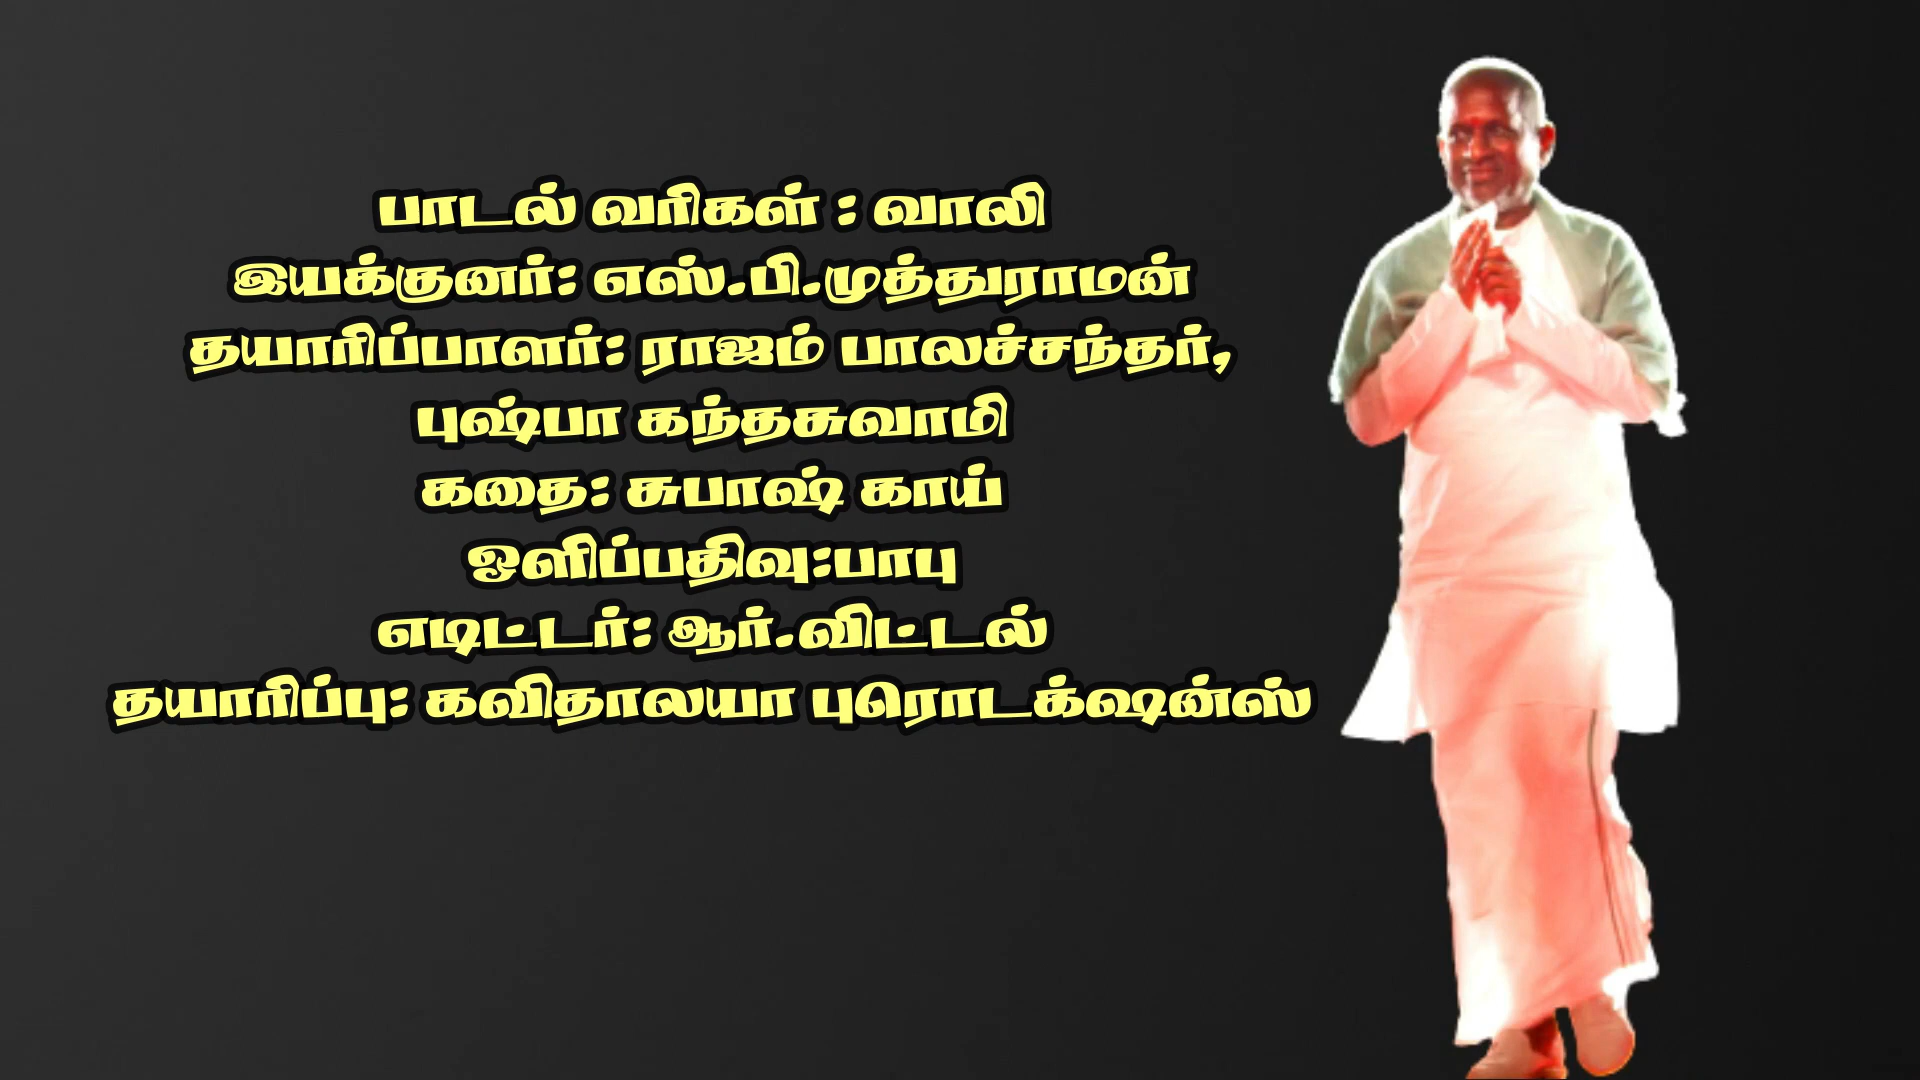 பாடல் வரிகள் : வாலி
இயக்குனர்: எஸ்.பி.முத்துராமன்
தயாரிப்பாளர்: ராஜம் பாலச்சந்தர்,
புஷ்பா கந்தசுவாமி
கதை: சுபாஷ் காய்
ஓளிப்பதிவு:பாபு
எடிட்டர்: ஆர்.விட்டல்
தயாரிப்பு: கவிதாலயா புரொடக்‌ஷன்ஸ்